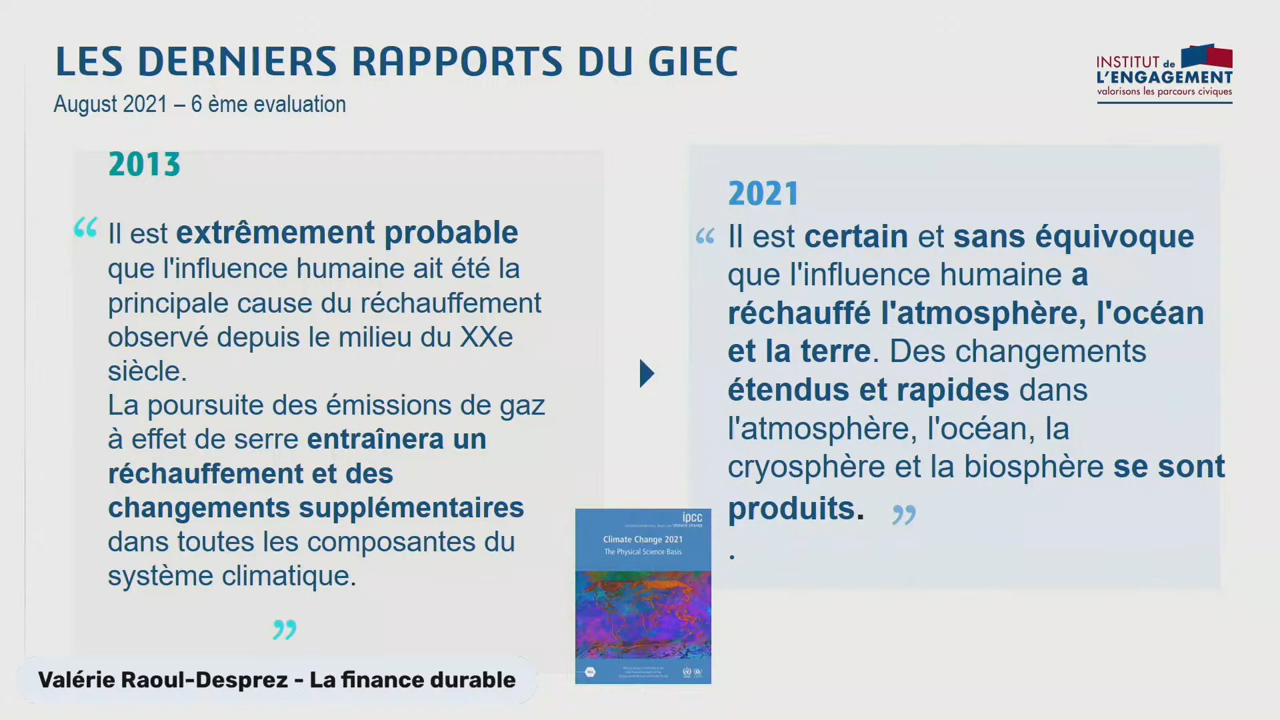 LES DERNIERS RAPPORTS DU GIEC
August 2021 – 6 ème evaluation
INSTITUT de
L'ENGAGEMENT
valorisons les parcours civiques
2013
“ Il est extrêmement probable
que l'influence humaine ait été la
principale cause du réchauffement
observé depuis le milieu du XXe
siècle.
La poursuite des émissions de gaz
à effet de serre entraînera un
réchauffement et des
changements supplémentaires
dans toutes les composantes du
système climatique.
”
2021
“ Il est certain et sans équivoque
que l'influence humaine a
réchauffé l'atmosphère, l'océan
et la terre. Des changements
étendus et rapides dans
l'atmosphère, l'océan, la
cryosphère et la biosphère se sont
produits. ”
.
ipcc
Climate Change 2021
The Physical Science Basis
Valérie Raoul-Desprez - La finance durable